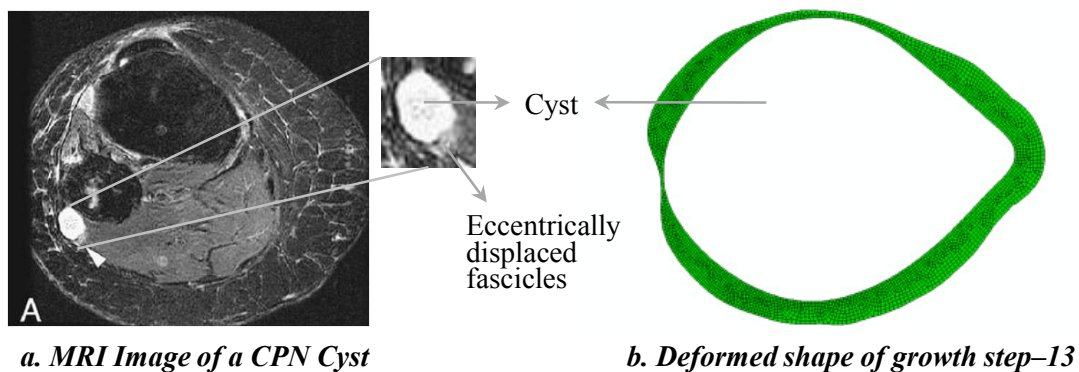 A
Cyst
Eccentrically
displaced
fascicles
a. MRI Image of a CPN Cyst
b. Deformed shape of growth step–13